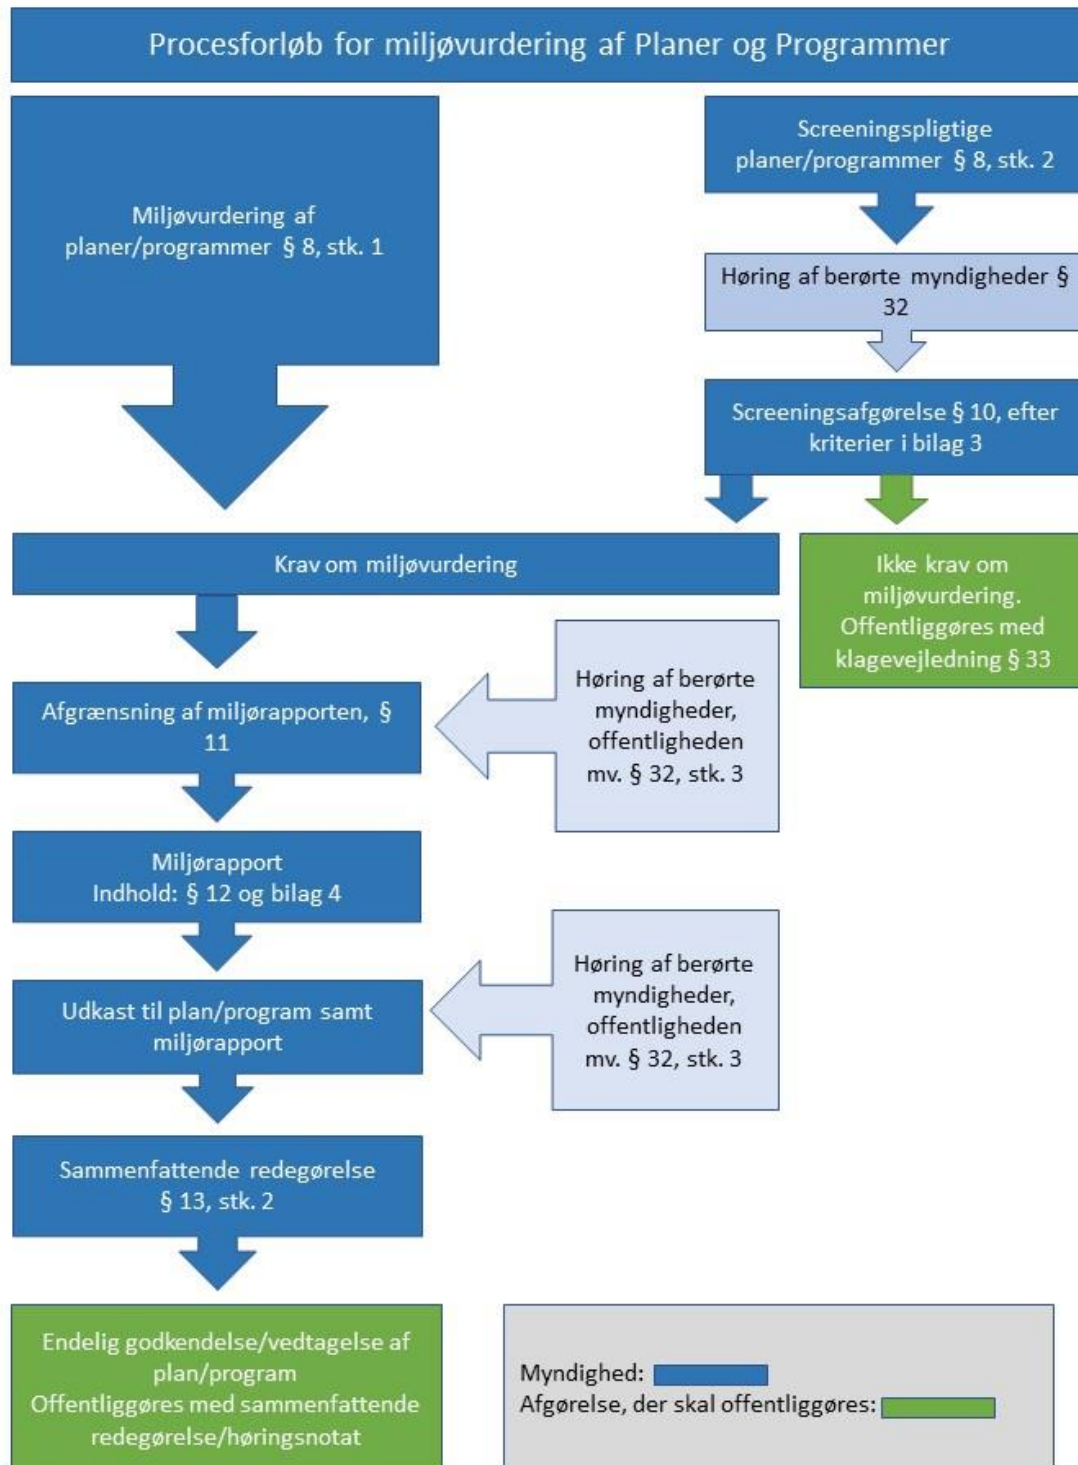 Procesforløb for miljøvurdering af Planer og Programmer
Miljøvurdering af
planer/programmer § 8, stk. 1
Screeningspligtige
planer/programmer § 8, stk. 2
Høring af berørte myndigheder §
32
Screeningsafgørelse § 10, efter
kriterier i bilag 3
Krav om miljøvurdering
Ikke krav om
miljøvurdering.
Offentliggøres med
klagevejledning § 33
Afgrænsning af miljørapporten, §
11
Høring af berørte
myndigheder,
offentligheden
mv. § 32, stk. 3
Miljørapport
Indhold: § 12 og bilag 4
Udkast til plan/program samt
miljørapport
Høring af berørte
myndigheder,
offentligheden
mv. § 32, stk. 3
Sammenfattende redegørelse
§ 13, stk. 2
Endelig godkendelse/vedtagelse af
plan/program
Offentliggøres med sammenfattende
redegørelse/høringsnotat
Myndighed:
Afgørelse, der skal offentliggøres: